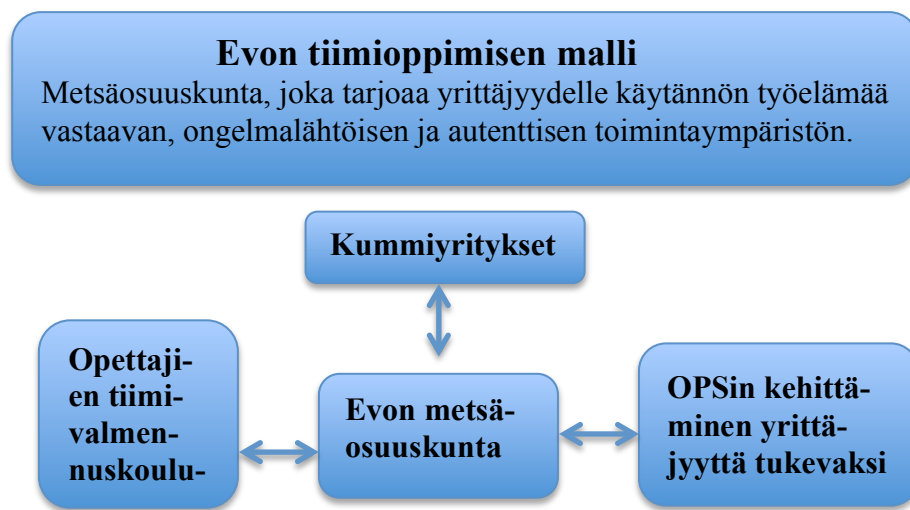 Evon tiimioppimisen malli
Metsäosuuskunta, joka tarjoaa yrittäjyydelle käytännön työelämää
vastaavan, ongelmalähtöisen ja autenttisen toimintaympäristön.
Kummiyritykset
Opettaji-
en tiimi-
valmen-
nuskoulu-
Evon metsä-
osuuskunta
OPSin kehittä-
minen yrittä-
jyyttä tukevaksi